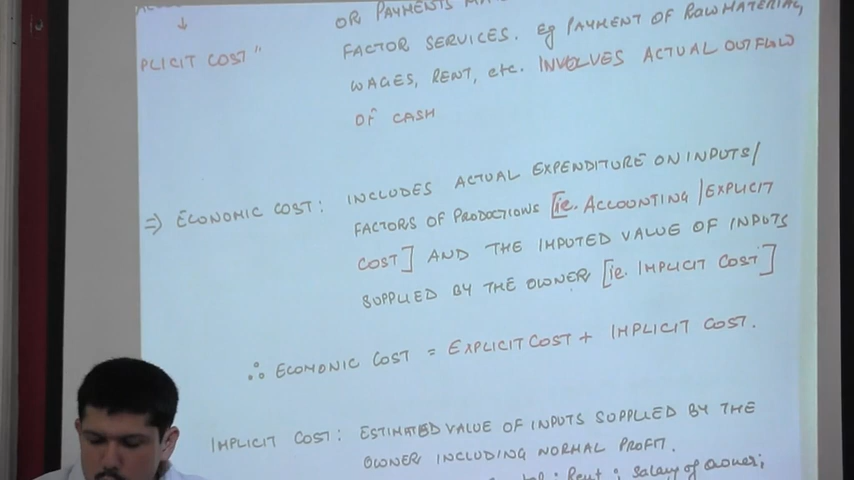 OR PAYMENTS
FACTOR SERVICES. Eg PAYMENT OF RAW MATERIAL,
PLICIT COST"
WAGES, RENT, etc. INVOLVES ACTUAL OUTFLOW
OF CASH
⇒ ECONOMIC COST: INCLUDES ACTUAL EXPENDITURE ON INPUTS/
FACTORS OF PRODUCTIONS [ie. ACCOUNTING/EXPLICIT
COST] AND THE IMPUTED VALUE OF INPUTS
SUPPLIED BY THE OWNER [ie. IMPLICIT COST]
∴ ECONOMIC COST = EXPLICIT COST + IMPLICIT COST.
IMPLICIT COST: ESTIMATED VALUE OF INPUTS SUPPLIED BY THE
OWNER INCLUDING NORMAL PROFIT.
; Rent ; Salary of owner;